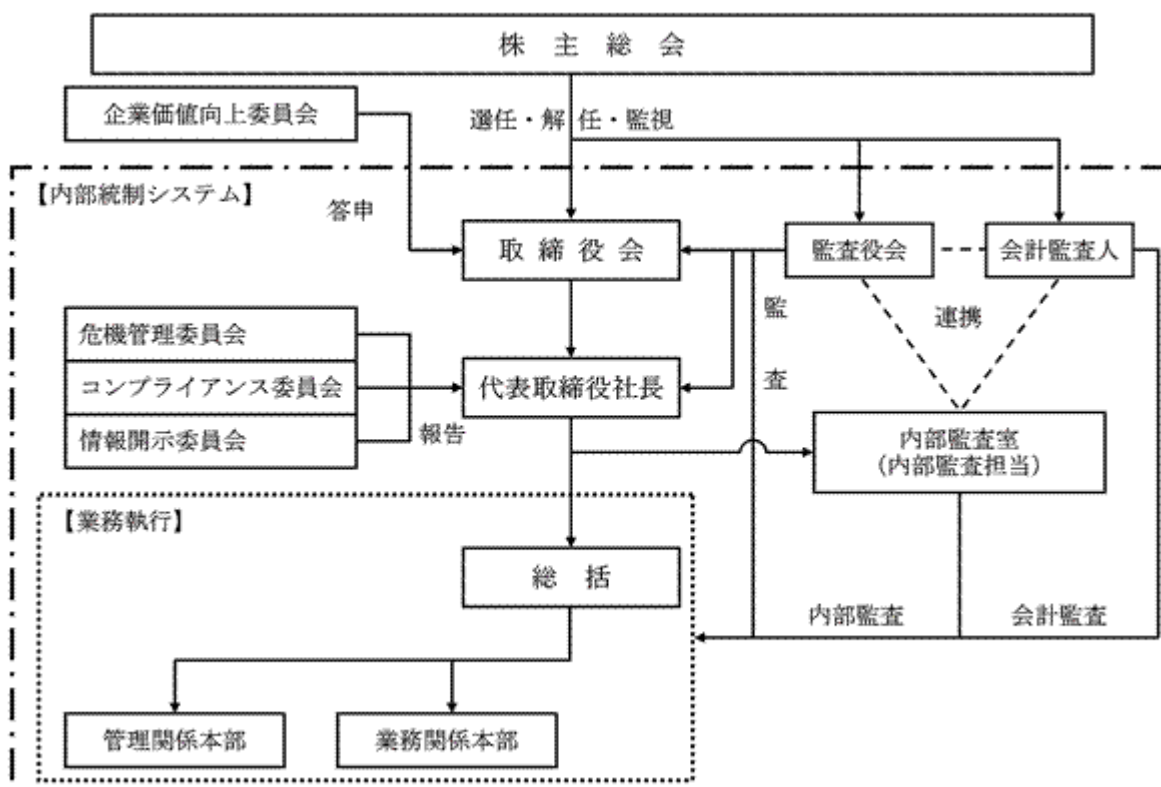 株主総会
企業価値向上委員会
選任・解任・監視
【内部統制システム】
答申
取締役会
監査役会
会計監査人
連携
監査
危機管理委員会
コンプライアンス委員会
情報開示委員会
報告
代表取締役社長
内部監査室
（内部監査担当）
【業務執行】
総括
内部監査
会計監査
管理関係本部
業務関係本部